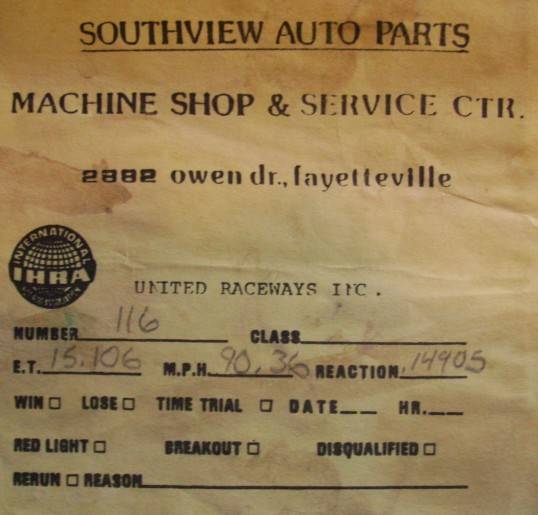 SOUTHVIEW AUTO PARTS
MACHINE SHOP & SERVICE CTR.
2882 owen dr., fayetteville
INTERNATIONAL
IHRA
UNITED RACEWAYS INC.
NUMBER 116 CLASS
E.T. 15.106 M.P.H. 90.36 REACTION .14905
WIN □ LOSE □ TIME TRIAL □ DATE HR.
RED LIGHT □ BREAKOUT □ DISQUALIFIED □
RERUN □ REASON